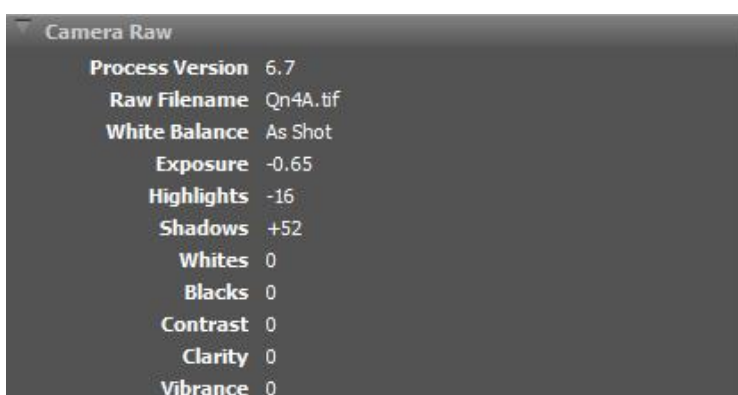 Camera Raw
Process Version 6.7
Raw Filename Qn4A.tif
White Balance As Shot
Exposure -0.65
Highlights -16
Shadows +52
Whites 0
Blacks 0
Contrast 0
Clarity 0
Vibrance 0